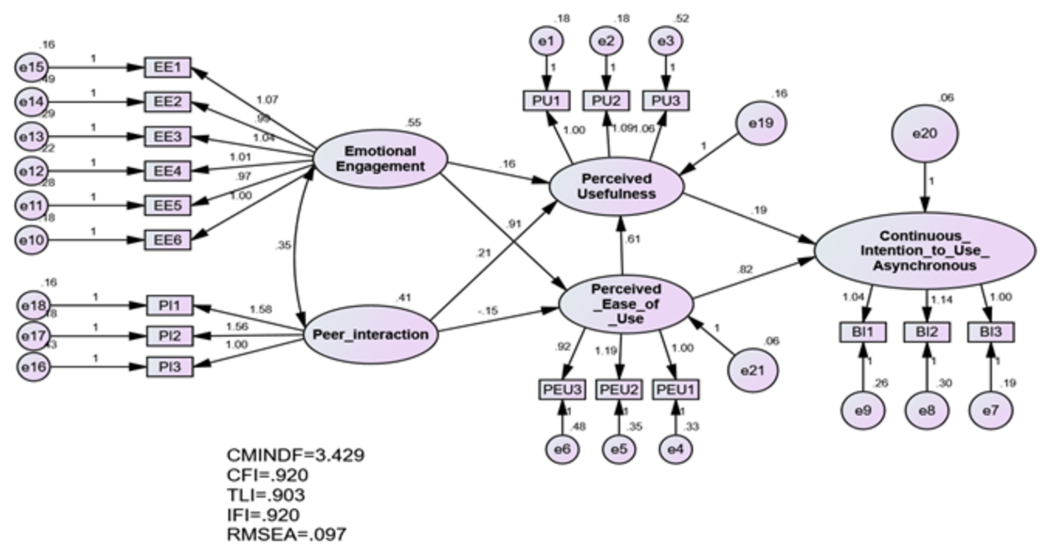 .18
.18
.52
e1
e2
e3
1
1
1
PU1
PU2
PU3
1.00
1.09
1.06
.16
e19
1
.06
e20
1
.16
e15
1
EE1
.49
e14
1
EE2
.29
e13
1
EE3
.22
e12
1
EE4
.28
e11
1
EE5
.18
e10
1
EE6
1.07
.99
1.04
1.01
.97
1.00
.55
Emotional
Engagement
.16
.91
.21
-.15
.35
Perceived
Usefulness
.19
.61
.82
Continuous_
Intention_to_Use_
Asynchronous
1.04
1.14
1.00
BI1
BI2
BI3
1
1
1
.26
.30
.19
e9
e8
e7
.16
e18
1
PI1
e17
1
PI2
e16
1
PI3
1.58
1.56
1.00
.41
Peer_interaction
Perceived
_Ease_of
_Use
1
.06
e21
.92
1.19
1.00
PEU3
PEU2
PEU1
1
1
1
.48
.35
.33
e6
e5
e4
CMINDF=3.429
CFI=.920
TLI=.903
IFI=.920
RMSEA=.097